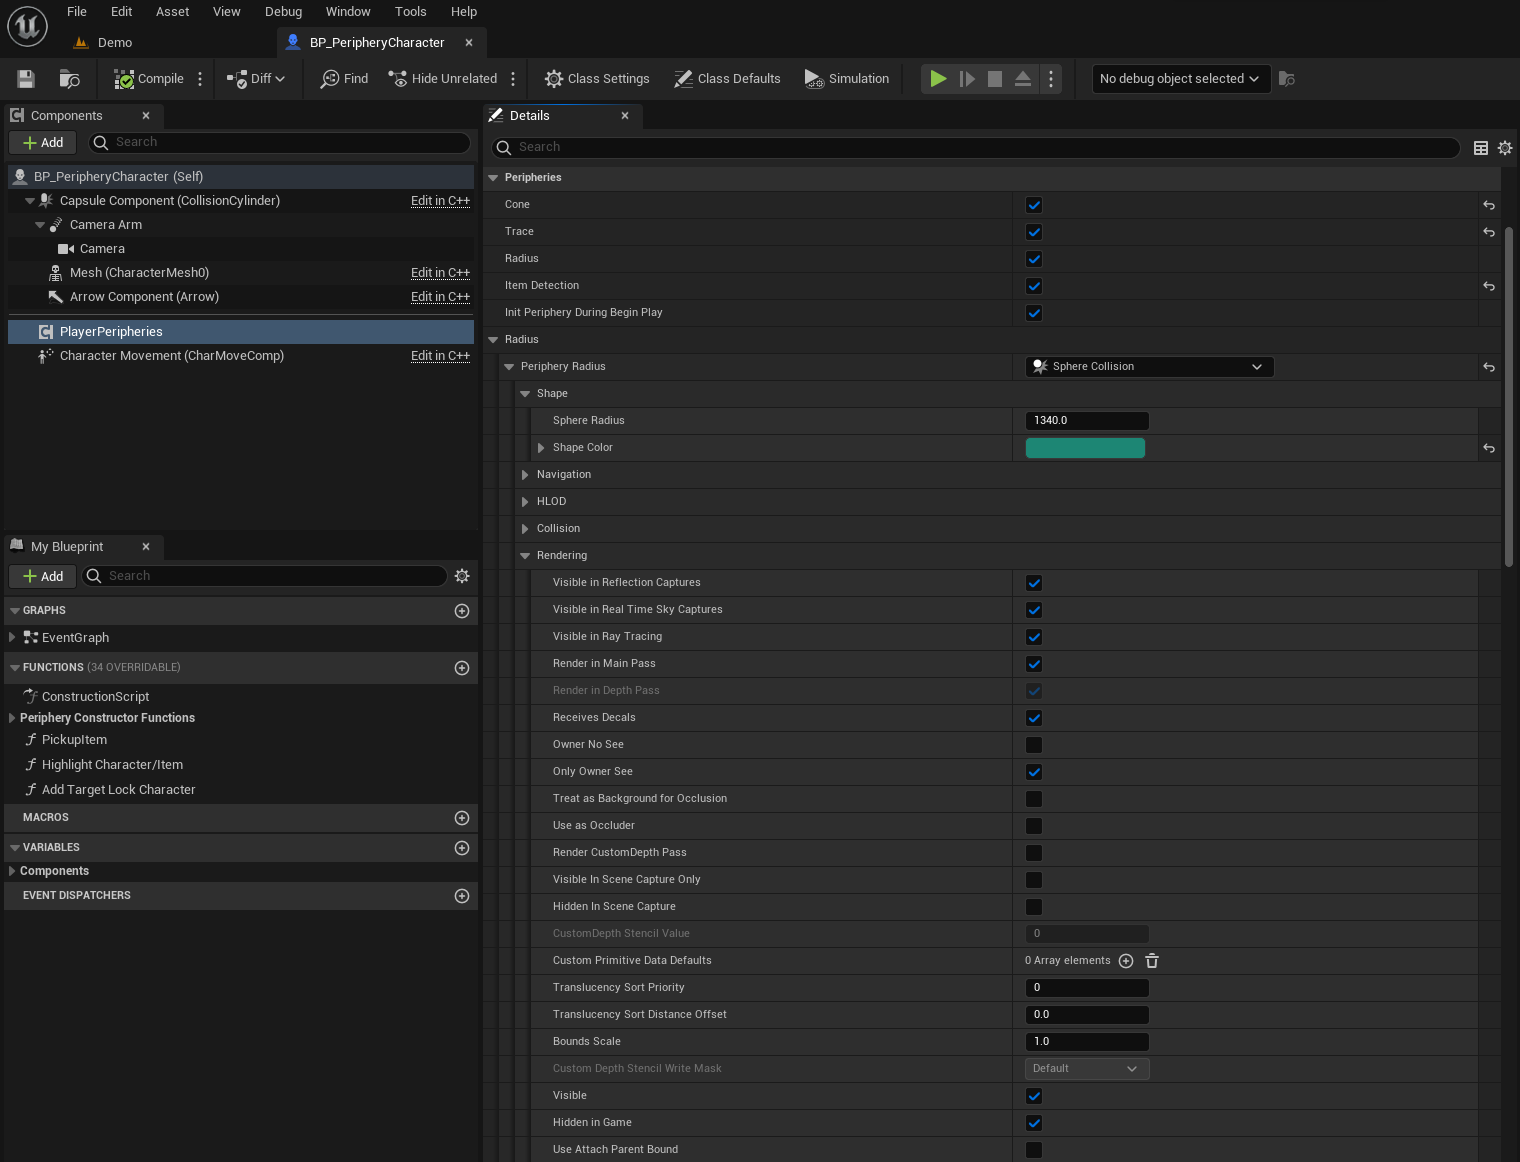 File Edit Asset View Debug Window Tools Help
Demo
BP_PeripheryCharacter
Compile
Diff
Find
Hide Unrelated
Class Settings
Class Defaults
Simulation
No debug object selected
Components
Add
Search
BP_PeripheryCharacter (Self)
Capsule Component (CollisionCylinder) Edit in C++
Camera Arm
Camera
Mesh (CharacterMesh0) Edit in C++
Arrow Component (Arrow) Edit in C++
PlayerPeripheries
Character Movement (CharMoveComp) Edit in C++
My Blueprint
Add
Search
GRAPHS
EventGraph
FUNCTIONS (34 OVERRIDABLE)
ConstructionScript
Periphery Constructor Functions
PickupItem
Highlight Character/Item
Add Target Lock Character
MACROS
VARIABLES
Components
EVENT DISPATCHERS
Details
Search
Peripheries
Cone
Trace
Radius
Item Detection
Init Periphery During Begin Play
Radius
Periphery Radius Sphere Collision
Shape
Sphere Radius 1340.0
Shape Color
Navigation
HLOD
Collision
Rendering
Visible in Reflection Captures
Visible in Real Time Sky Captures
Visible in Ray Tracing
Render in Main Pass
Render in Depth Pass
Receives Decals
Owner No See
Only Owner See
Treat as Background for Occlusion
Use as Occluder
Render CustomDepth Pass
Visible In Scene Capture Only
Hidden In Scene Capture
CustomDepth Stencil Value 0
Custom Primitive Data Defaults 0 Array elements
Translucency Sort Priority 0
Translucency Sort Distance Offset 0.0
Bounds Scale 1.0
Custom Depth Stencil Write Mask Default
Visible
Hidden in Game
Use Attach Parent Bound